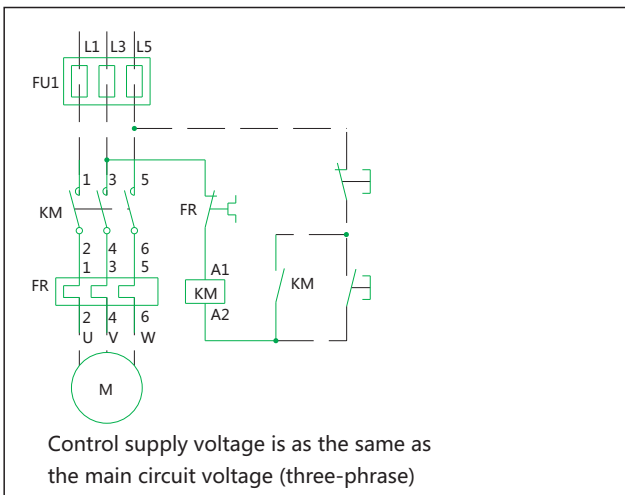 L1 L3 L5
FU1
1 3 5
KM
FR
2 4 6
1 3 5
FR
A1
KM
A2
KM
2 4 6
U V W
M
Control supply voltage is as the same as
the main circuit voltage (three-phrase)